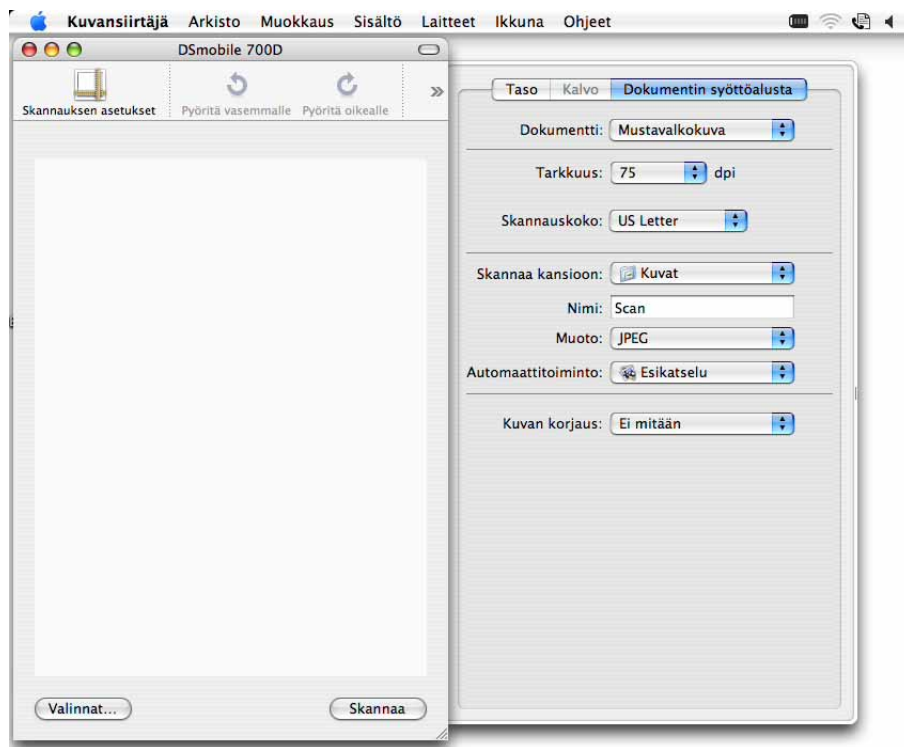 Kuvansiirtäjä Arkisto Muokkaus Sisältö Laitteet Ikkuna Ohjeet
DSmobile 700D
Skannauksen asetukset Pyöritä vasemmalle Pyöritä oikealle »
Taso Kalvo Dokumentin syöttöalusta
Dokumentti: Mustavalkokuva
Tarkkuus: 75 dpi
Skannauskoko: US Letter
Skannaa kansioon: Kuvat
Nimi: Scan
Muoto: JPEG
Automaattitoiminto: Esikatselu
Kuvan korjaus: Ei mitään
Valinnat... Skannaa